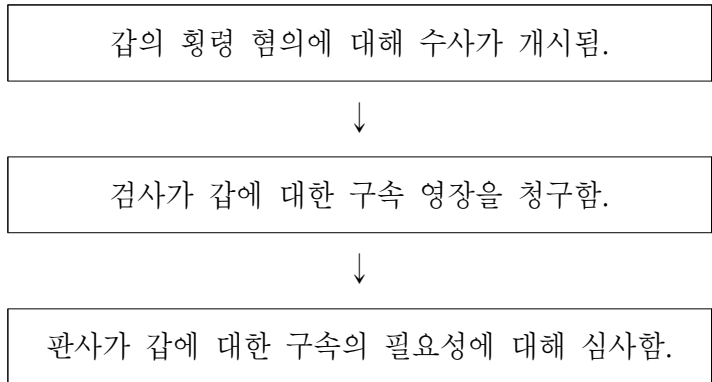 갑의 횡령 혐의에 대해 수사가 개시됨.
↓
검사가 갑에 대한 구속 영장을 청구함.
↓
판사가 갑에 대한 구속의 필요성에 대해 심사함.